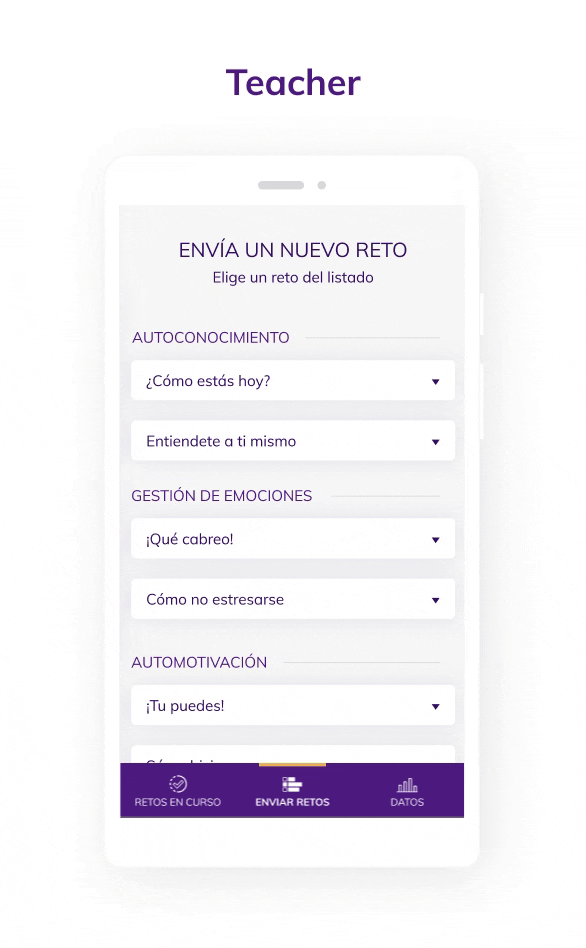 Teacher
ENVÍA UN NUEVO RETO
Elige un reto del listado
AUTOCONOCIMIENTO
¿Cómo estás hoy?
Entiendete a ti mismo
GESTIÓN DE EMOCIONES
¡Qué cabreo!
Cómo no estresarse
AUTOMOTIVACIÓN
¡Tu puedes!
RETOS EN CURSO
ENVIAR RETOS
DATOS